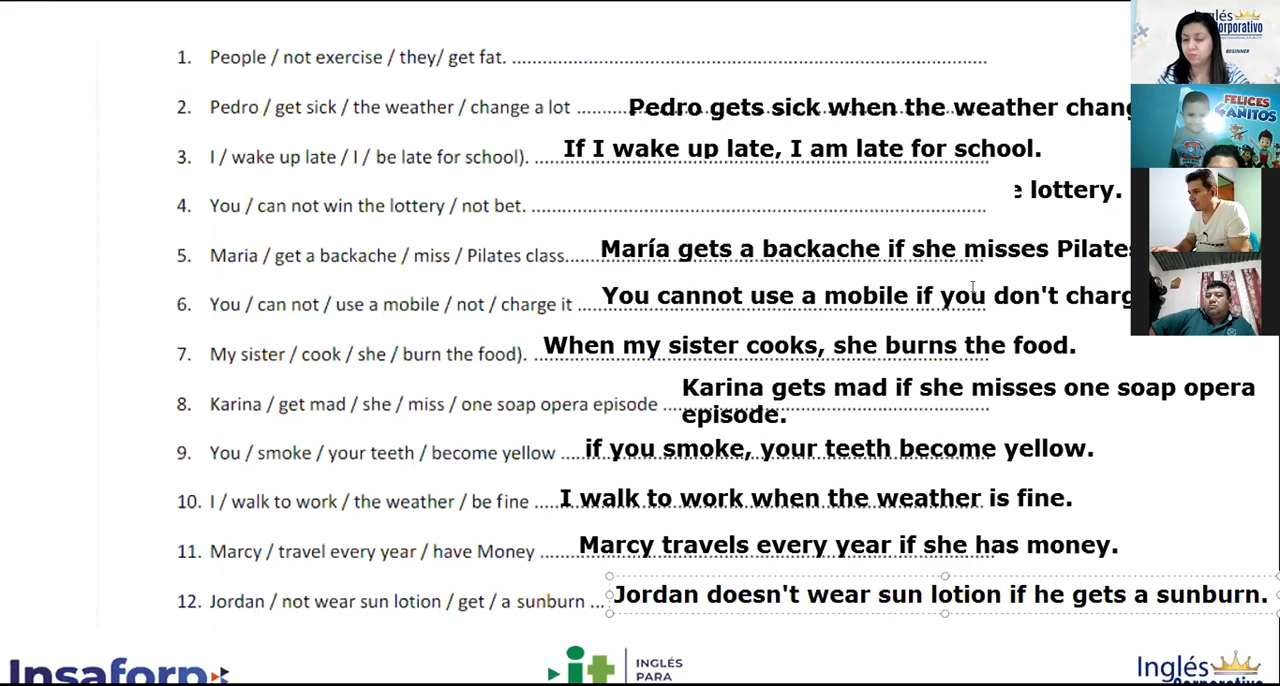 1. People / not exercise / they/ get fat. ........
2. Pedro / get sick / the weather / change a lot ........ Pedro gets sick when the weather chang
3. I / wake up late / I / be late for school). ..... If I wake up late, I am late for school.
lottery.
4. You / can not win the lottery / not bet. ........
5. Maria / get a backache / miss / Pilates class...... María gets a backache if she misses Pilates
6. You / can not / use a mobile / not / charge it .... You cannot use a mobile if you don't charg
7. My sister / cook / she / burn the food). .. When my sister cooks, she burns the food.
8. Karina / get mad / she / miss / one soap opera episode ... Karina gets mad if she misses one soap opera
episode.
9. You / smoke / your teeth / become yellow .... if you smoke, your teeth become yellow.
10. I / walk to work / the weather / be fine ..... I walk to work when the weather is fine.
11. Marcy / travel every year / have Money ...... Marcy travels every year if she has money.
12. Jordan / not wear sun lotion / get / a sunburn ... Jordan doesn't wear sun lotion if he gets a sunburn.
Insaforp
it
INGLÉS
PARA
Inglés
Corporativo
BEGINNER
FELICES